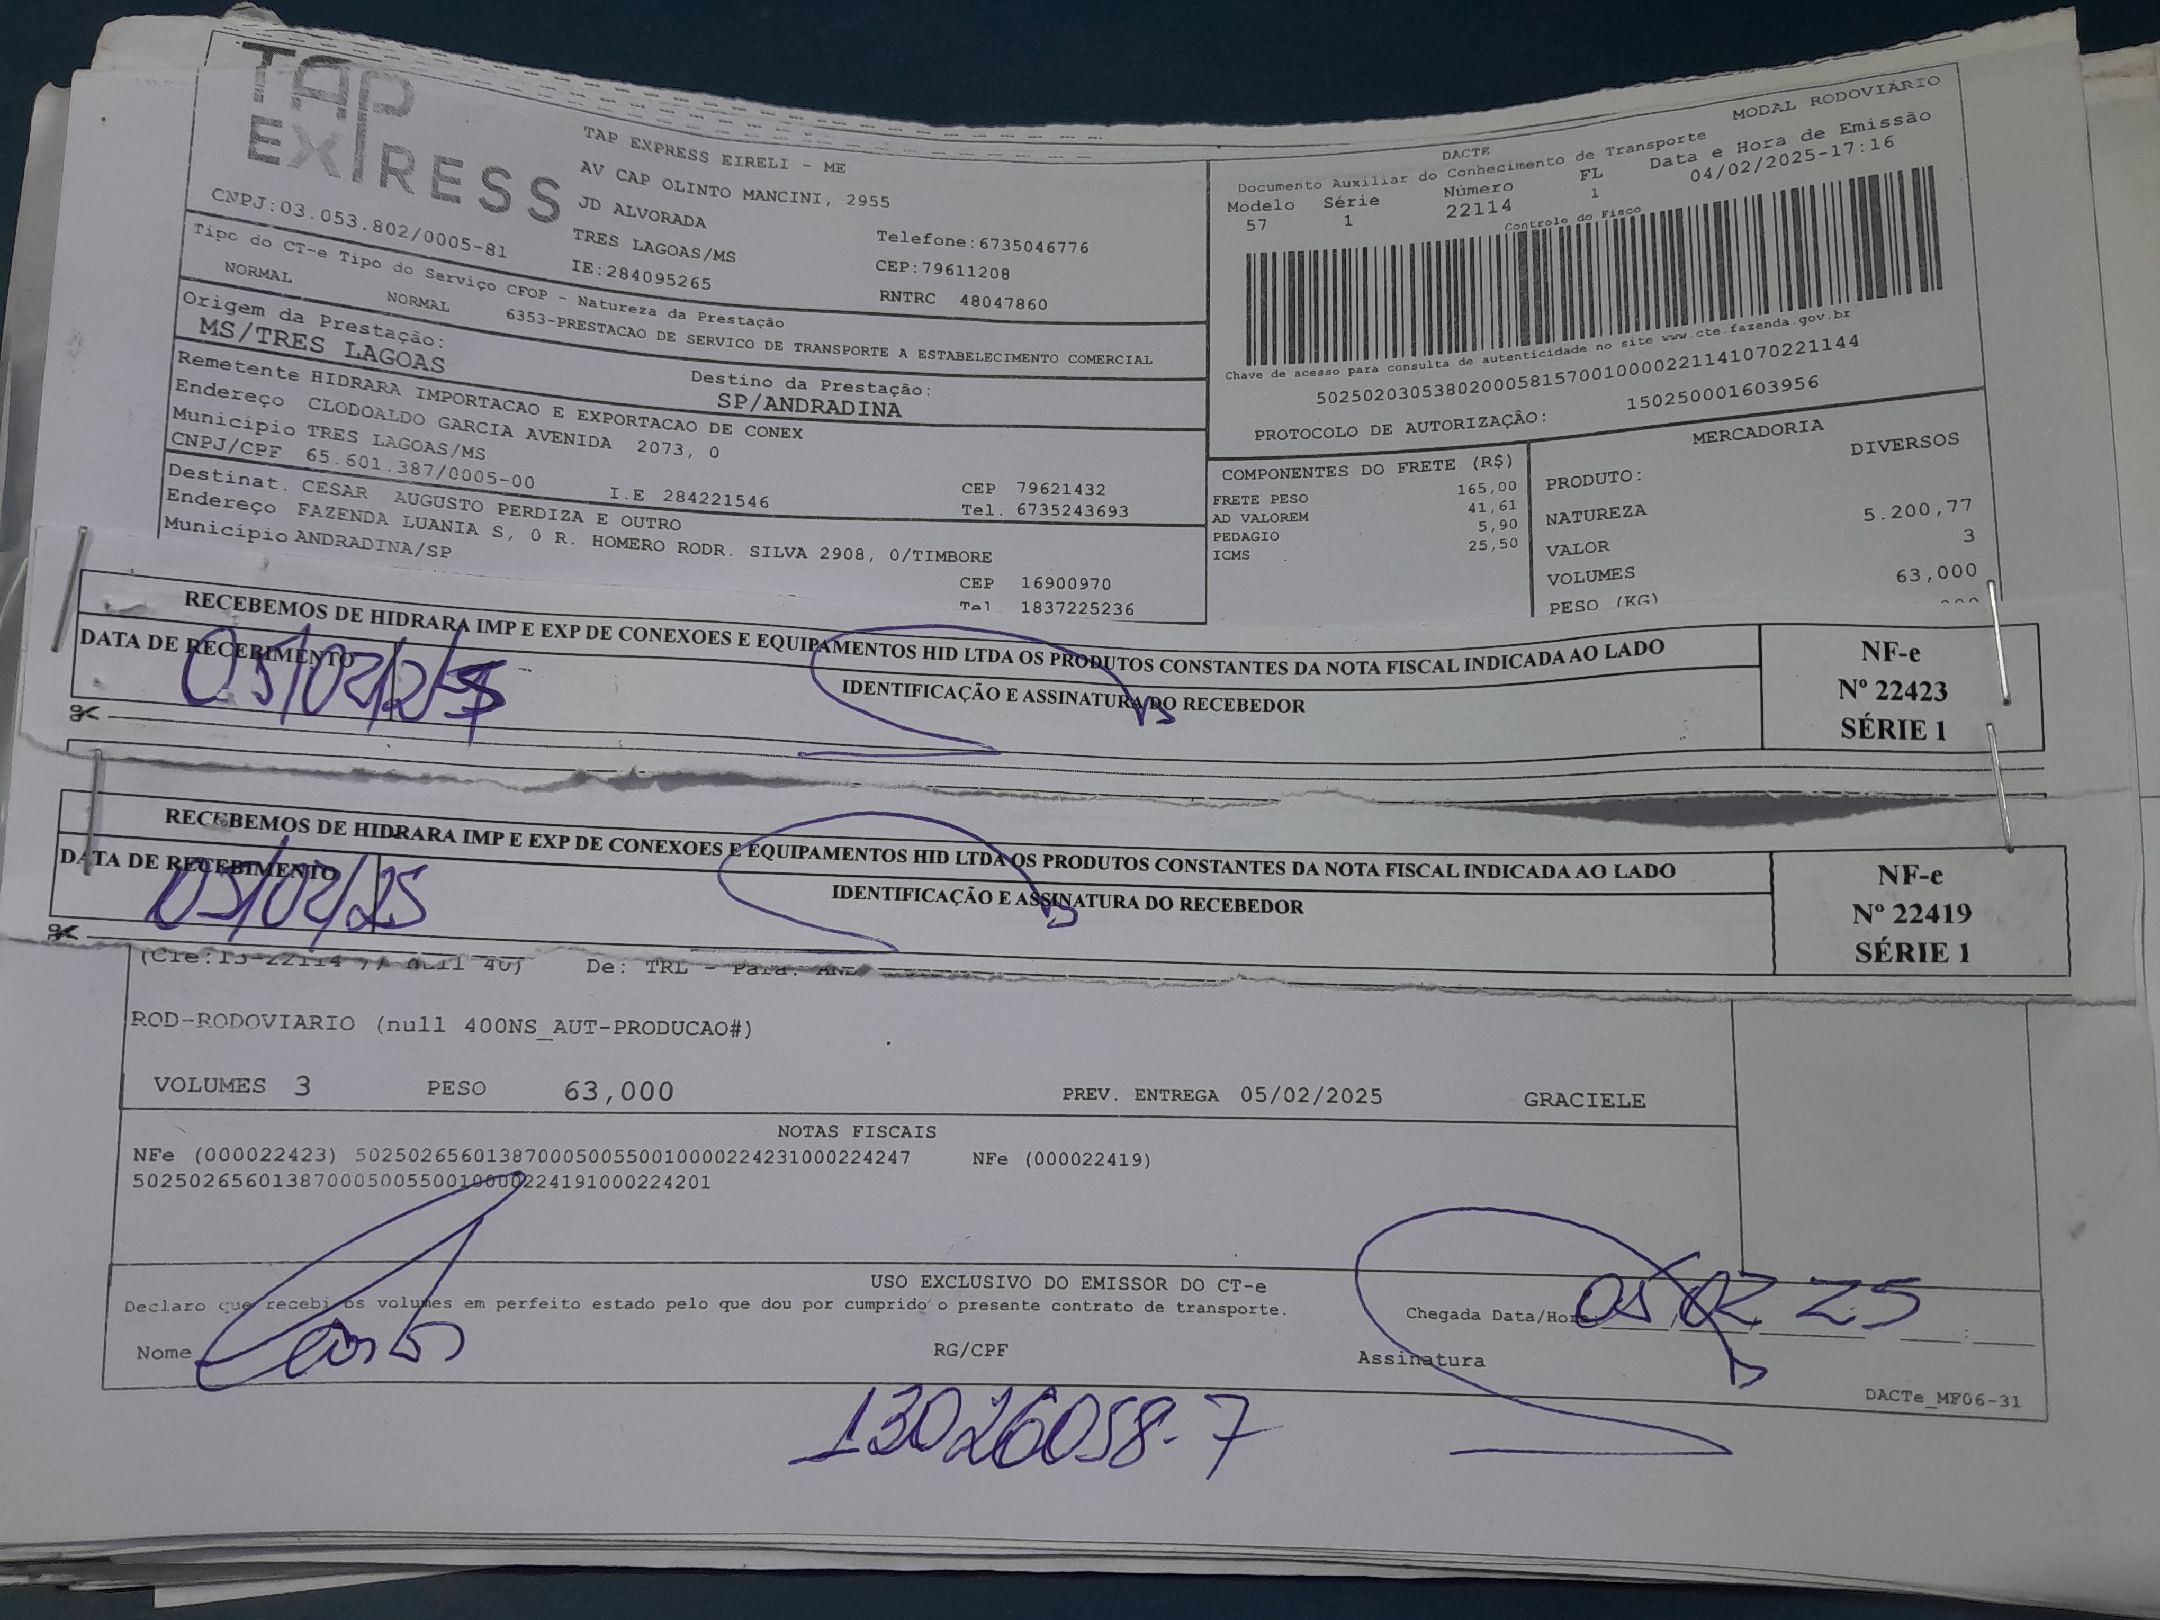 TAP
EXPRESS
CNPJ:03.053.802/0005-81
TAP EXPRESS EIRELI - ME
AV CAP OLINTO MANCINI, 2955
JD ALVORADA
TRES LAGOAS/MS
IE:284095265
Telefone:6735046776
CEP:79611208
RNTRC 48047860
DACTE MODAL RODOVIÁRIO
Documento Auxiliar do Conhecimento de Transporte
Modelo Série Número FL Data e Hora de Emissão
57 1 22114 1 04/02/2025-17:16
Controle do Fisco
Chave de acesso para consulta de autenticidade no site www.cte.fazenda.gov.br
50250203053802000581570010000221141070221144
PROTOCOLO DE AUTORIZAÇÃO: 150250001603956
Tipo do CT-e Tipo do Serviço CFOP - Natureza da Prestação
NORMAL NORMAL 6353-PRESTACAO DE SERVICO DE TRANSPORTE A ESTABELECIMENTO COMERCIAL
Origem da Prestação: Destino da Prestação:
MS/TRES LAGOAS SP/ANDRADINA
Remetente HIDRARA IMPORTACAO E EXPORTACAO DE CONEX
Endereço CLODOALDO GARCIA AVENIDA 2073, 0
Município TRES LAGOAS/MS CEP 79621432
CNPJ/CPF 65.601.387/0005-00 I.E 284221546 Tel. 6735243693
Destinat. CESAR AUGUSTO PERDIZA E OUTRO
Endereço FAZENDA LUANIA S, 0 R. HOMERO RODR. SILVA 2908, 0/TIMBORE
Município ANDRADINA/SP CEP 16900970
Tel 1837225236
COMPONENTES DO FRETE (R$)
FRETE PESO 165,00
AD VALOREM 41,61
PEDAGIO 5,90
ICMS 25,50
MERCADORIA
PRODUTO: DIVERSOS
NATUREZA
VALOR 5.200,77
VOLUMES 3
PESO (KG) 63,000
RECEBEMOS DE HIDRARA IMP E EXP DE CONEXOES E EQUIPAMENTOS HID LTDA OS PRODUTOS CONSTANTES DA NOTA FISCAL INDICADA AO LADO
DATA DE RECEBIMENTO IDENTIFICAÇÃO E ASSINATURA DO RECEBEDOR
05/02/25
NF-e
Nº 22423
SÉRIE 1
RECEBEMOS DE HIDRARA IMP E EXP DE CONEXOES E EQUIPAMENTOS HID LTDA OS PRODUTOS CONSTANTES DA NOTA FISCAL INDICADA AO LADO
DATA DE RECEBIMENTO IDENTIFICAÇÃO E ASSINATURA DO RECEBEDOR
05/02/25
NF-e
Nº 22419
SÉRIE 1
De: TRL - Para: AND
ROD-RODOVIARIO (null 400NS_AUT-PRODUCAO#)
VOLUMES 3 PESO 63,000 PREV. ENTREGA 05/02/2025 GRACIELE
NOTAS FISCAIS
NFe (000022423) 50250265601387000500550010000224231000224247 NFe (000022419)
50250265601387000500550010000224191000224201
USO EXCLUSIVO DO EMISSOR DO CT-e
Declaro que recebi os volumes em perfeito estado pelo que dou por cumprido o presente contrato de transporte.
Chegada Data/Hora: 05/02 25
Nome Carlos RG/CPF Assinatura
13026058-7
DACTe_MF06-31